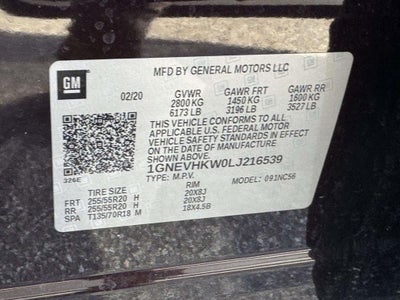 GM
MFD BY GENERAL MOTORS LLC
02/20 GVWR GAWR FRT GAWR RR
2800 KG 1450 KG 1600 KG
6173 LB 3196 LB 3527 LB
THIS VEHICLE CONFORMS TO ALL
APPLICABLE U.S. FEDERAL MOTOR
VEHICLE SAFETY STANDARDS IN EFFECT ON THE
DATE OF MANUFACTURE SHOWN ABOVE.
1GNEVHKW0LJ216539
326E TYPE: M.P.V. MODEL: 091NC56
TIRE SIZE RIM
FRT 255/55R20 H 20X8J
RR 255/55R20 H 20X8J
SPA T135/70R18 M 18X4.5B